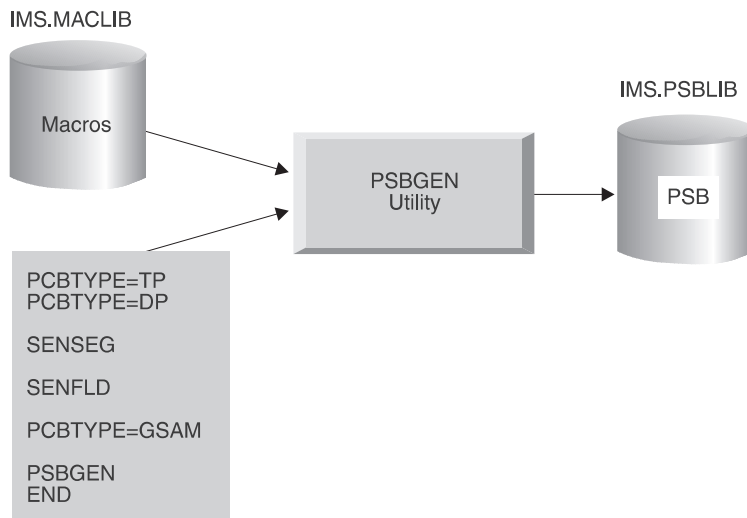 IMS.MACLIB
Macros
IMS.PSBLIB
PSBGEN
Utility
PSB
PCBTYPE=TP
PCBTYPE=DP
SENSEG
SENFLD
PCBTYPE=GSAM
PSBGEN
END